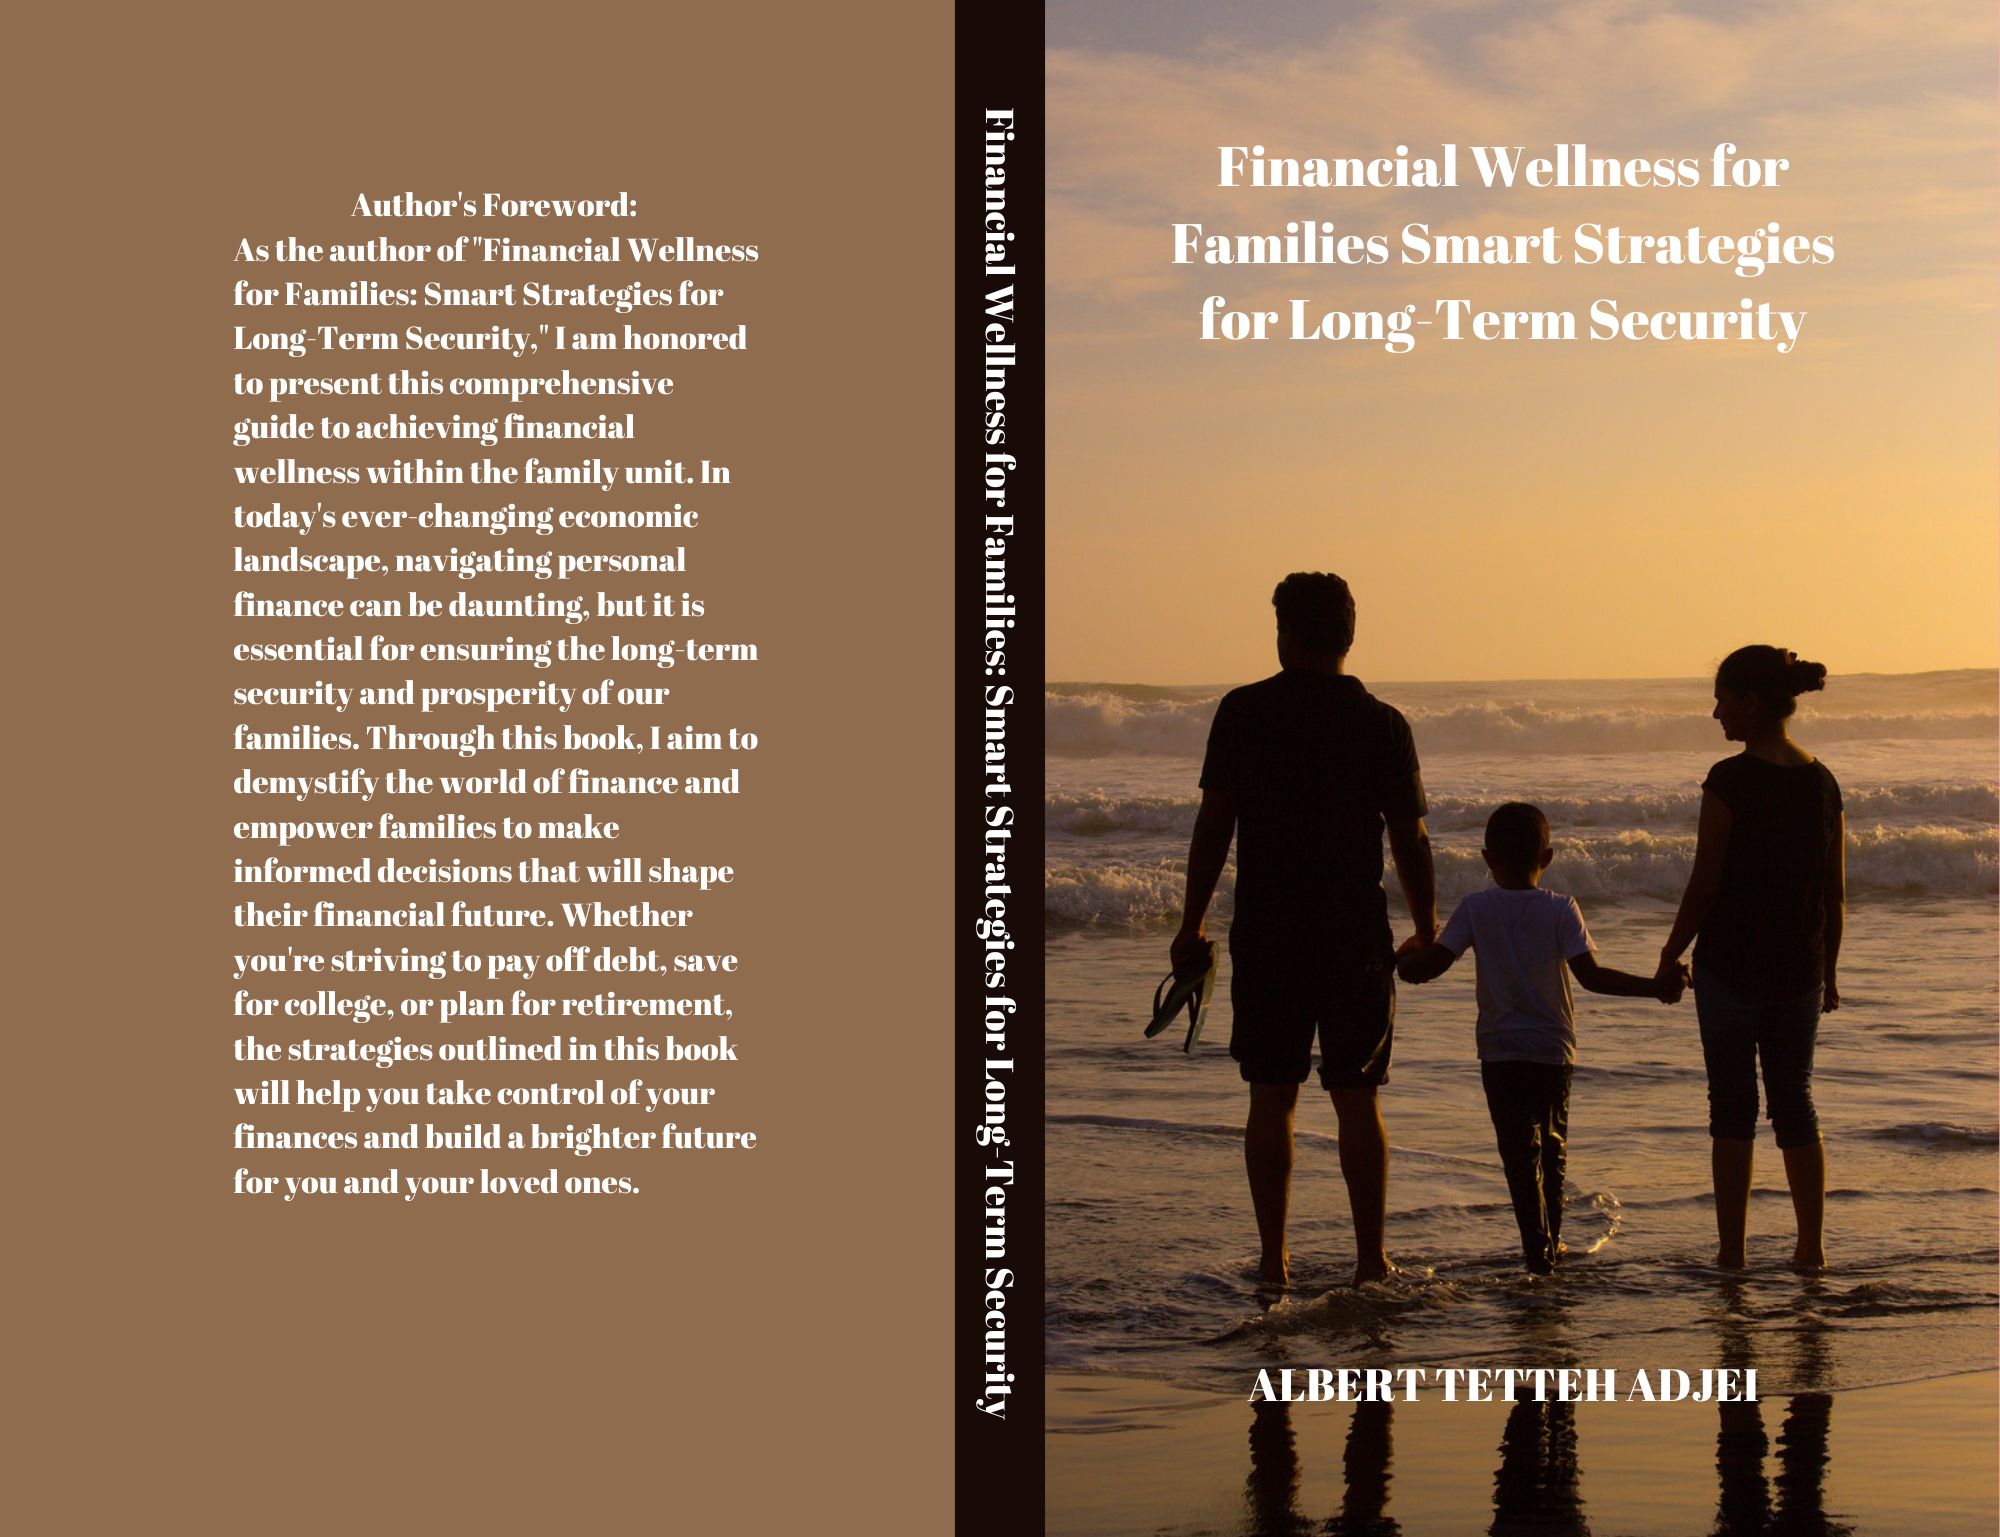 Author's Foreword:
As the author of "Financial Wellness
for Families: Smart Strategies for
Long-Term Security," I am honored
to present this comprehensive
guide to achieving financial
wellness within the family unit. In
today's ever-changing economic
landscape, navigating personal
finance can be daunting, but it is
essential for ensuring the long-term
security and prosperity of our
families. Through this book, I aim to
demystify the world of finance and
empower families to make
informed decisions that will shape
their financial future. Whether
you're striving to pay off debt, save
for college, or plan for retirement,
the strategies outlined in this book
will help you take control of your
finances and build a brighter future
for you and your loved ones.
Financial Wellness for Families: Smart Strategies for Long-Term Security
Financial Wellness for
Families Smart Strategies
for Long-Term Security
ALBERT TETTEH ADJEI